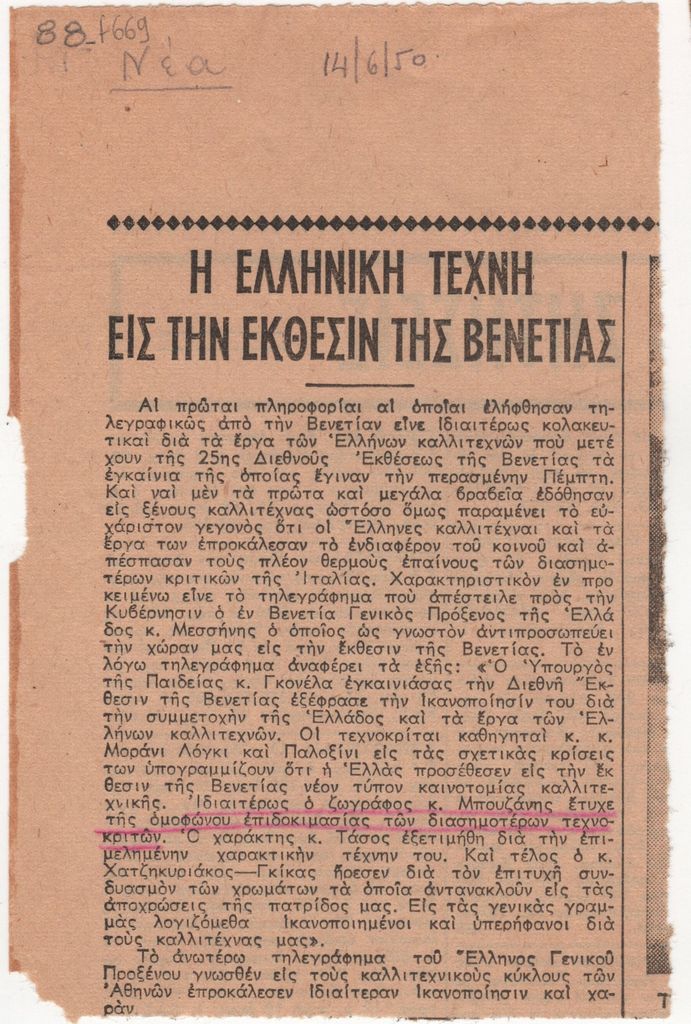 88-f669
Νέα 14/6/50
Η ΕΛΛΗΝΙΚΗ ΤΕΧΝΗ
ΕΙΣ ΤΗΝ ΕΚΘΕΣΙΝ ΤΗΣ ΒΕΝΕΤΙΑΣ
Αἱ πρῶται πληροφορίαι αἱ ὁποῖαι ἐλήφθησαν τη-
λεγραφικῶς ἀπὸ τὴν Βενετίαν εἶνε ἰδιαιτέρως κολακευ-
τικαὶ διὰ τὰ ἔργα τῶν Ἑλλήνων καλλιτεχνῶν ποὺ μετέ
χουν τῆς 25ης Διεθνοῦς Ἐκθέσεως τῆς Βενετίας τὰ
ἐγκαίνια τῆς ὁποίας ἔγιναν τὴν περασμένην Πέμπτη.
Καὶ ναὶ μὲν τὰ πρῶτα καὶ μεγάλα βραβεῖα ἐδόθησαν
εἰς ξένους καλλιτέχνας ὡστόσο ὅμως παραμένει τὸ εὐ-
χάριστον γεγονὸς ὅτι οἱ Ἕλληνες καλλιτέχναι καὶ τὰ
ἔργα των ἐπροκάλεσαν τὸ ἐνδιαφέρον τοῦ κοινοῦ καὶ ἀ-
πέσπασαν τοὺς πλέον θερμοὺς ἐπαίνους τῶν διασημο-
τέρων κριτικῶν τῆς Ἰταλίας. Χαρακτηριστικὸν ἐν προ
κειμένω εἶνε τὸ τηλεγράφημα ποὺ ἀπέστειλε πρὸς τὴν
Κυβέρνησιν ὁ ἐν Βενετία Γενικὸς Πρόξενος τῆς Ἑλλά
δος κ. Μεσσήνης ὁ ὁποῖος ὡς γνωστὸν ἀντιπροσωπεύει
τὴν χώραν μας εἰς τὴν ἔκθεσιν τῆς Βενετίας. Τὸ ἐν
λόγω τηλεγράφημα ἀναφέρει τὰ ἑξῆς: «Ὁ Ὑπουργὸς
τῆς Παιδείας κ. Γκονέλα ἐγκαινιάσας τὴν Διεθνῆ Ἔκ-
θεσιν τῆς Βενετίας ἐξέφρασε τὴν ἱκανοποίησίν του διὰ
τὴν συμμετοχὴν τῆς Ἑλλάδος καὶ τὰ ἔργα τῶν Ἑλ-
λήνων καλλιτεχνῶν. Οἱ τεχνοκρῖται καθηγηταὶ κ. κ.
Μοράνι Λόγκι καὶ Παλοξίνι εἰς τὰς σχετικὰς κρίσεις
των ὑπογραμμίζουν ὅτι ἡ Ἑλλὰς προσέθεσεν εἰς τὴν ἔκ
θεσιν τῆς Βενετίας νέον τύπον καινοτομίας καλλιτε-
χνικῆς. Ἰδιαιτέρως ὁ ζωγράφος κ. Μπουζάνης ἔτυχε
τῆς ὁμοφώνου ἐπιδοκιμασίας τῶν διασημοτέρων τεχνο-
κριτῶν. Ὁ χαράκτης κ. Τάσος ἐξετιμήθη διὰ τὴν ἐπι-
μελημένην χαρακτικὴν τέχνην του. Καὶ τέλος ὁ κ.
Χατζηκυριάκος—Γκίκας ἤρεσεν διὰ τὸν ἐπιτυχῆ συν-
δυασμὸν τῶν χρωμάτων τὰ ὁποῖα ἀντανακλοῦν εἰς τὰς
ἀποχρώσεις τῆς πατρίδος μας. Εἰς τὰς γενικὰς γραμ-
μὰς λογιζόμεθα ἱκανοποιημένοι καὶ ὑπερήφανοι διὰ
τοὺς καλλιτέχνας μας».
Τὸ ἀνωτέρω τηλεγράφημα τοῦ Ἕλληνος Γενικοῦ
Προξένου γνωσθὲν εἰς τοὺς καλλιτεχνικοὺς κύκλους τῶν
Ἀθηνῶν ἐπροκάλεσεν ἰδιαίτεραν ἱκανοποίησιν καὶ χα-
ράν.
Τ